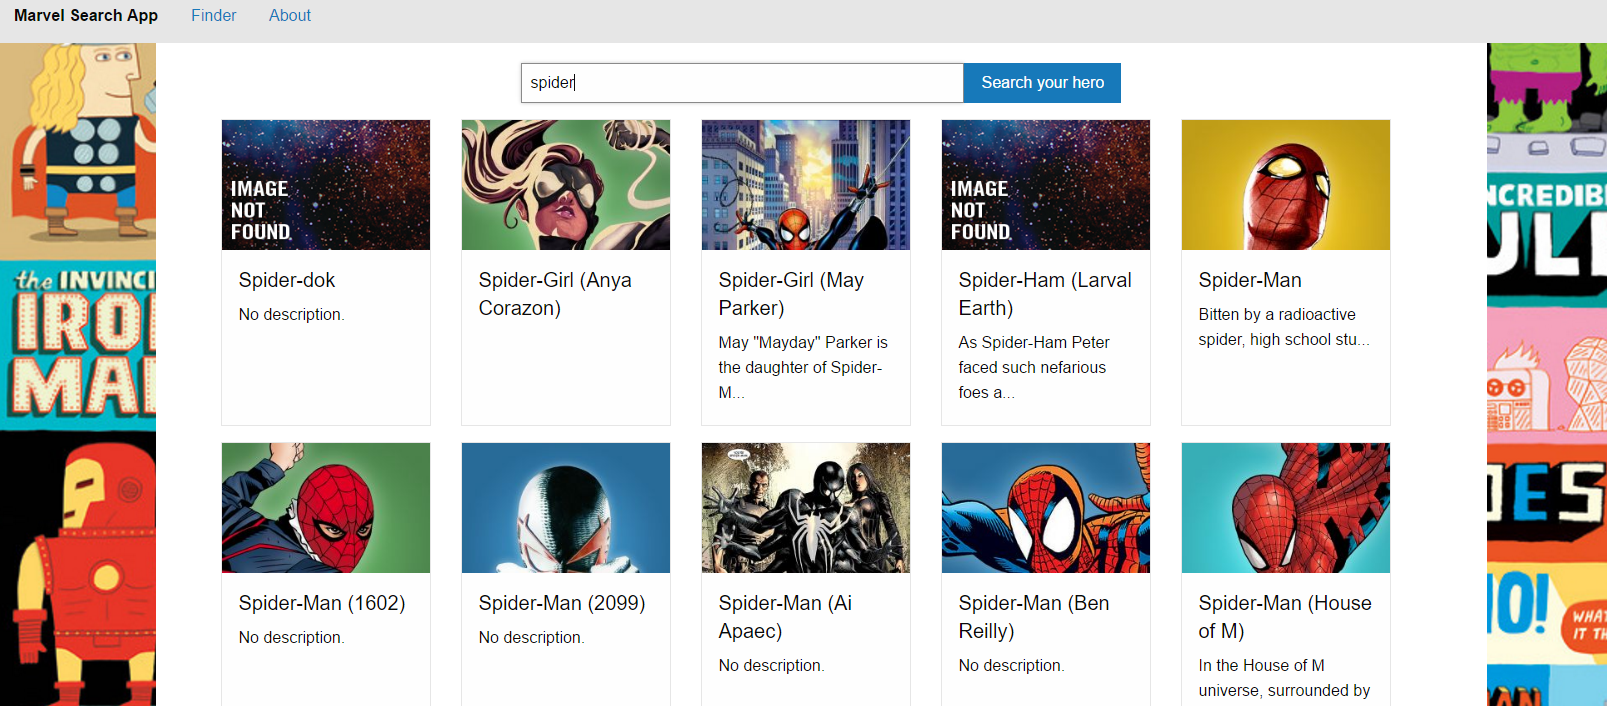 Marvel Search App Finder About
spider Search your hero
IMAGE
NOT
FOUND
IMAGE
NOT
FOUND
Spider-dok
No description.
Spider-Girl (Anya
Corazon)
Spider-Girl (May
Parker)
May "Mayday" Parker is
the daughter of Spider-
M...
Spider-Ham (Larval
Earth)
As Spider-Ham Peter
faced such nefarious
foes a...
Spider-Man
Bitten by a radioactive
spider, high school stu...
Spider-Man (1602)
No description.
Spider-Man (2099)
No description.
Spider-Man (Ai
Apaec)
No description.
Spider-Man (Ben
Reilly)
No description.
Spider-Man (House
of M)
In the House of M
universe, surrounded by
the INVINCI
IRO
MA
NCREDIB
UL
OES
IO!
WHAT
IT TH